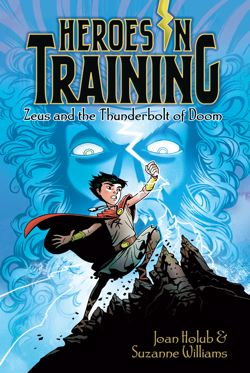 HEROES IN
TRAINING
Zeus and the Thunderbolt of Doom
Joan Holub &
Suzanne Williams